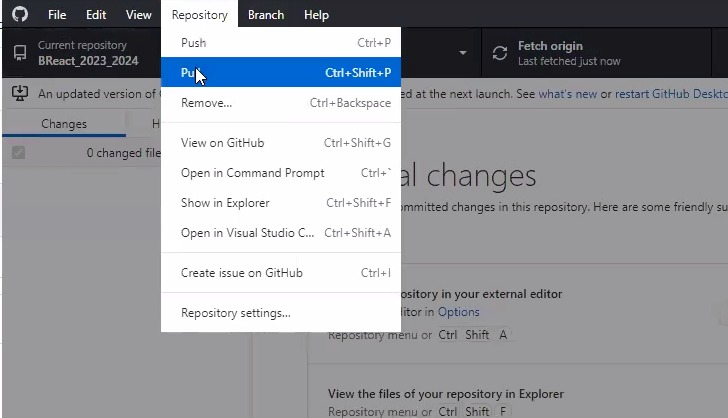 File Edit View Repository Branch Help
Current repository
BReact_2023_2024
Fetch origin
Last fetched just now
Push Ctrl+P
Ctrl+Shift+P
Remove... Ctrl+Backspace
View on GitHub Ctrl+Shift+G
Open in Command Prompt Ctrl+`
Show in Explorer Ctrl+Shift+F
Open in Visual Studio C... Ctrl+Shift+A
Create issue on GitHub Ctrl+I
Repository settings...
An updated version of
ed at the next launch. See what's new or restart GitHub Deskto
Changes H
0 changed file
al changes
committed changes in this repository. Here are some friendly su
pository in your external editor
ditor in Options
Repository menu or Ctrl Shift A
View the files of your repository in Explorer
Repository menu or Ctrl Shift F